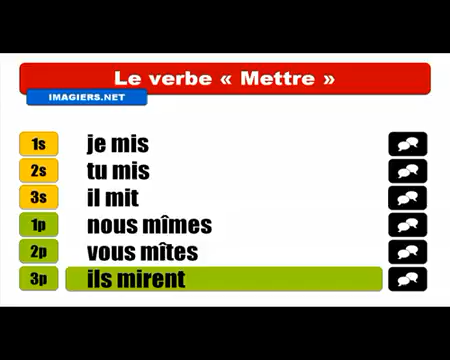 Le verbe « Mettre »
IMAGIERS.NET
1s je mis
2s tu mis
3s il mit
1p nous mîmes
2p vous mîtes
3p ils mirent